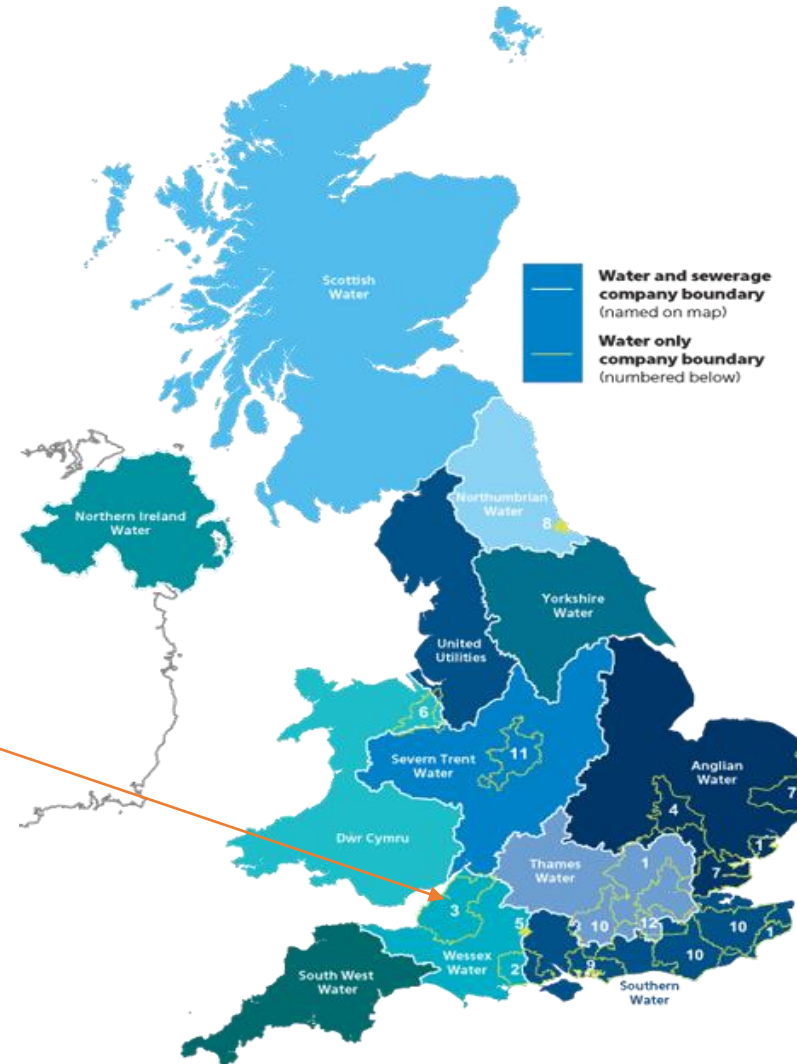 Scottish
Water
Water and sewerage
company boundary
(named on map)
Water only
company boundary
(numbered below)
Northumbrian
Water
8
Northern Ireland
Water
Yorkshire
Water
United
Utilities
6
Severn Trent
Water
11
Anglian
Water
7
4
1
Dŵr Cymru
Thames
Water
1
7
3
5
3
10
12
10
10
1
Wessex
Water
2
9
South West
Water
Southern
Water